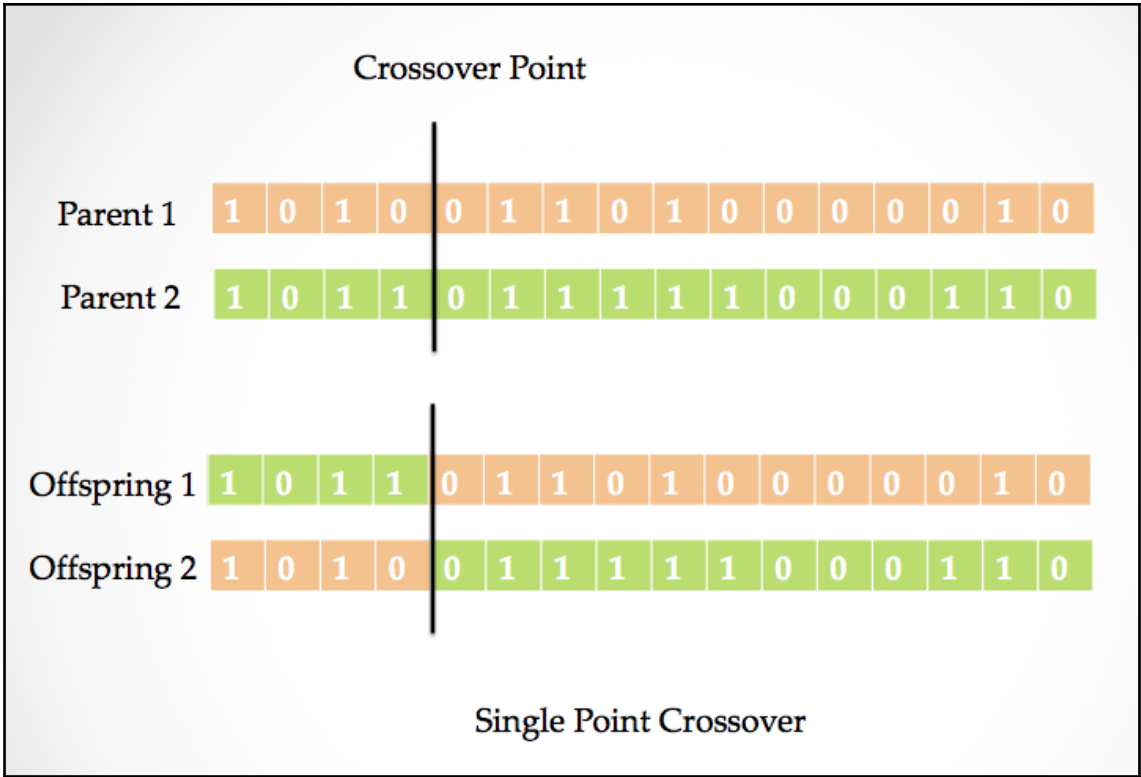 Crossover Point
Parent 1 1 0 1 0 0 1 1 0 1 0 0 0 0 0 1 0
Parent 2 1 0 1 1 0 1 1 1 1 1 0 0 0 1 1 0
Offspring 1 1 0 1 1 0 1 1 0 1 0 0 0 0 0 1 0
Offspring 2 1 0 1 0 0 1 1 1 1 1 0 0 0 1 1 0
Single Point Crossover